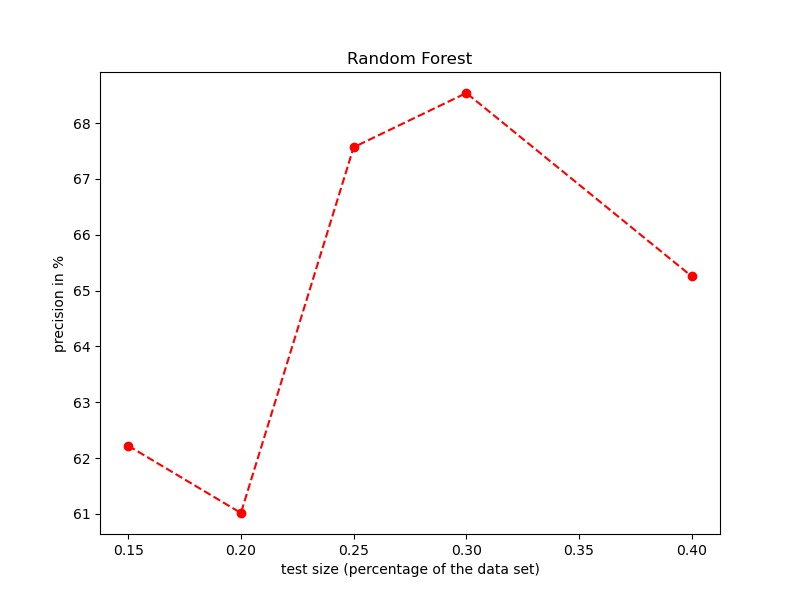 Random Forest
precision in %
68
67
66
65
64
63
62
61
0.15 0.20 0.25 0.30 0.35 0.40
test size (percentage of the data set)